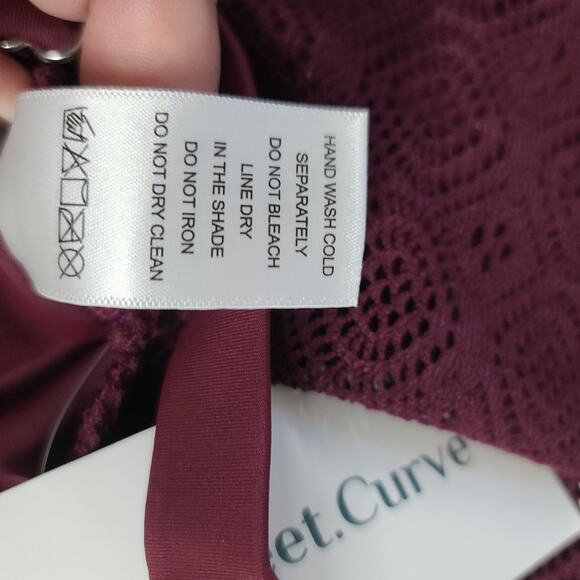 HAND WASH COLD
SEPARATELY
DO NOT BLEACH
LINE DRY
IN THE SHADE
DO NOT IRON
DO NOT DRY CLEAN
et.Curve